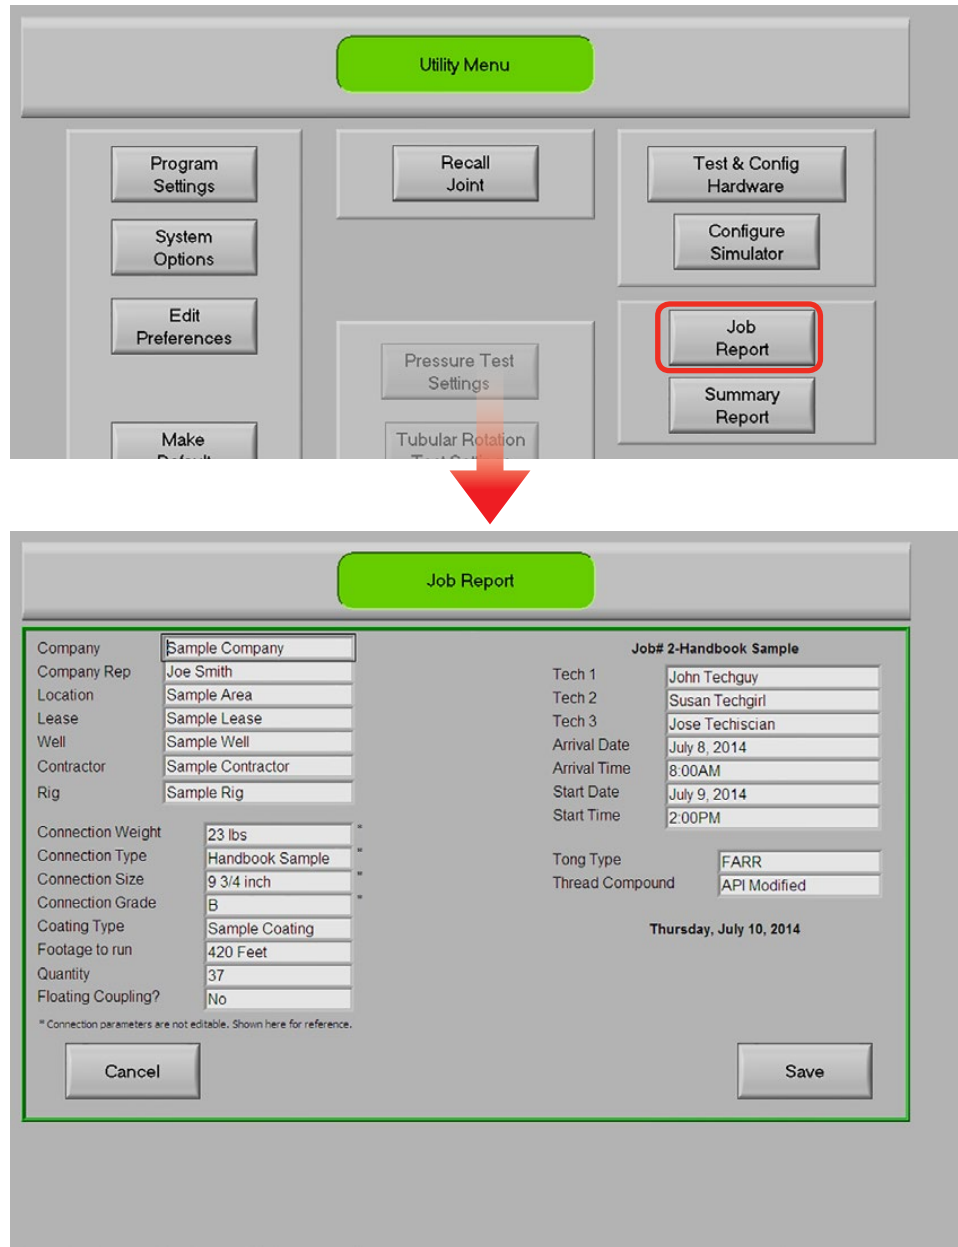 Utility Menu
Program
Settings
System
Options
Edit
Preferences
Make
Default
Recall
Joint
Pressure Test
Settings
Tubular Rotation
Test & Config
Hardware
Configure
Simulator
Job
Report
Summary
Report
Job Report
Company Sample Company
Company Rep Joe Smith
Location Sample Area
Lease Sample Lease
Well Sample Well
Contractor Sample Contractor
Rig Sample Rig
Connection Weight 23 lbs *
Connection Type Handbook Sample *
Connection Size 9 3/4 inch *
Connection Grade B *
Coating Type Sample Coating
Footage to run 420 Feet
Quantity 37
Floating Coupling? No
* Connection parameters are not editable. Shown here for reference.
Job# 2-Handbook Sample
Tech 1 John Techguy
Tech 2 Susan Techgirl
Tech 3 Jose Techiscian
Arrival Date July 8, 2014
Arrival Time 8:00AM
Start Date July 9, 2014
Start Time 2:00PM
Tong Type FARR
Thread Compound API Modified
Thursday, July 10, 2014
Cancel
Save